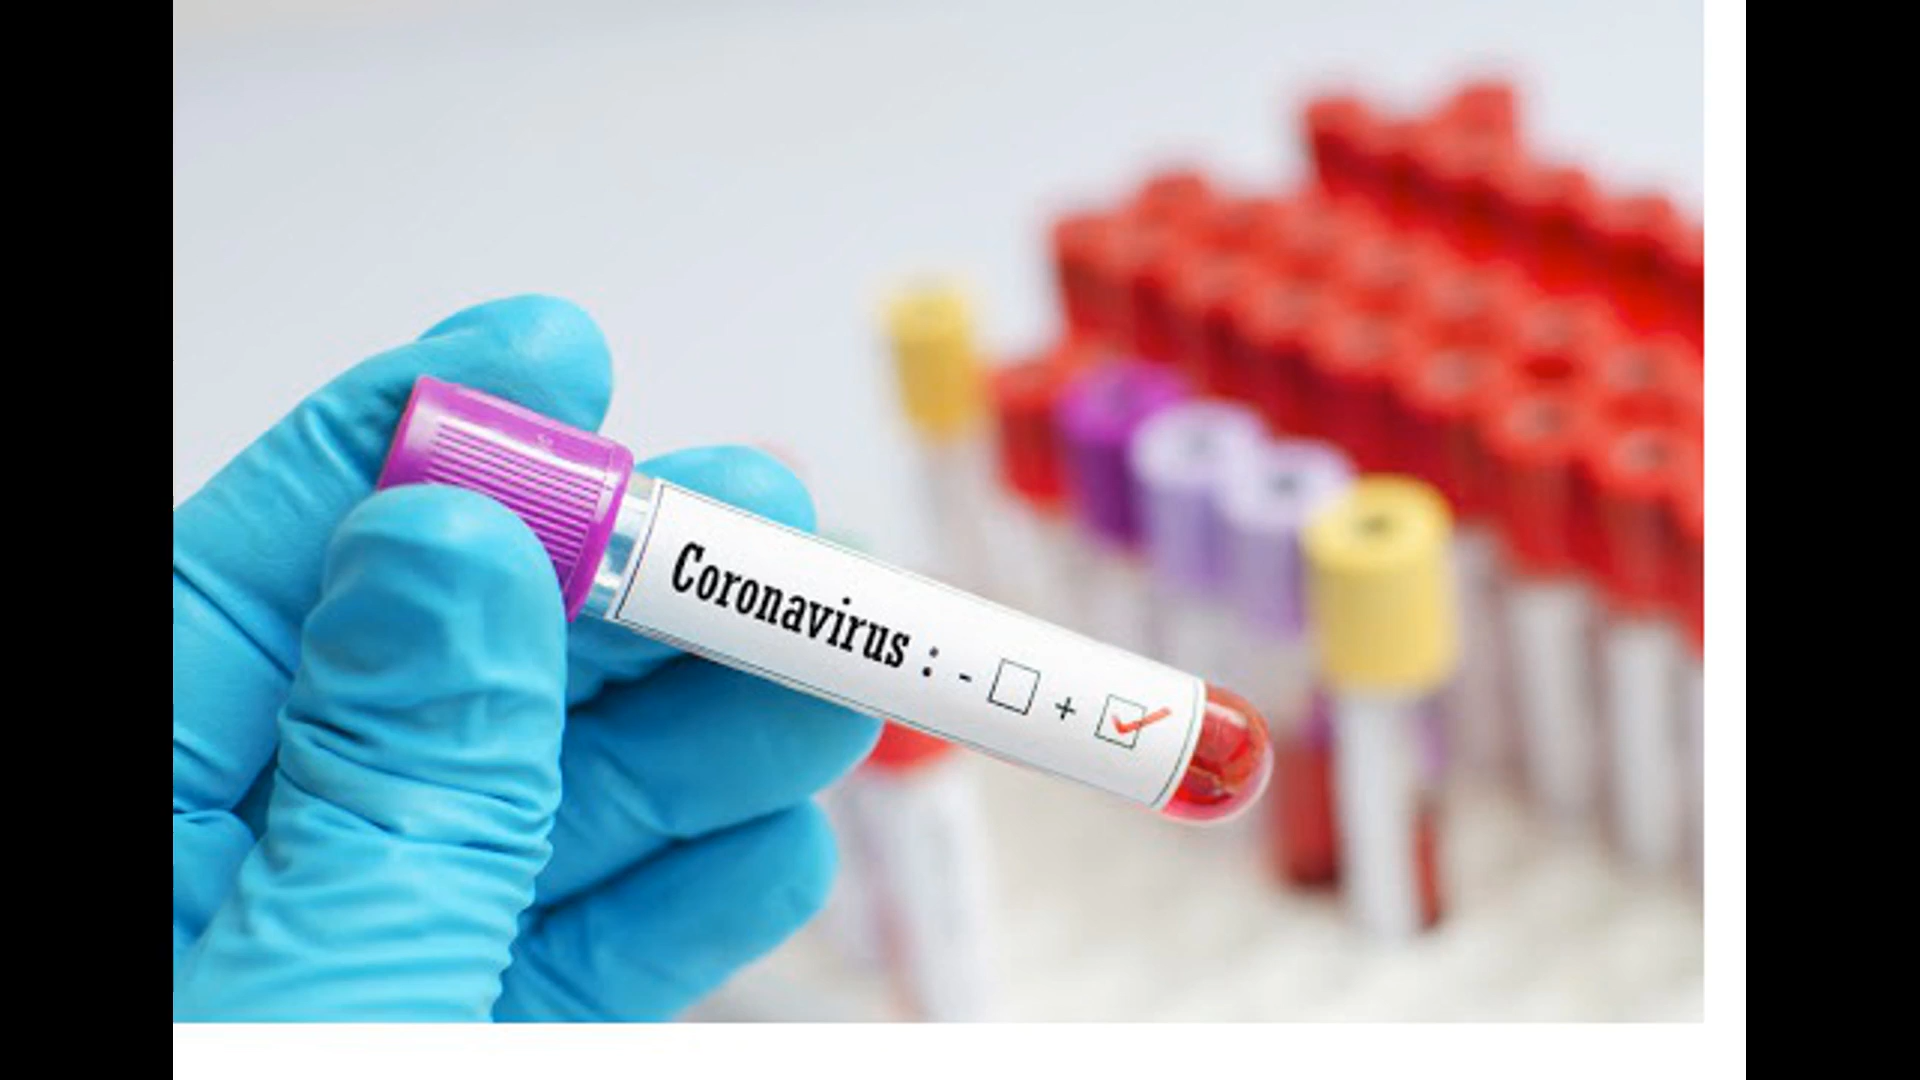 Coronavirus : - ☐ + ☑